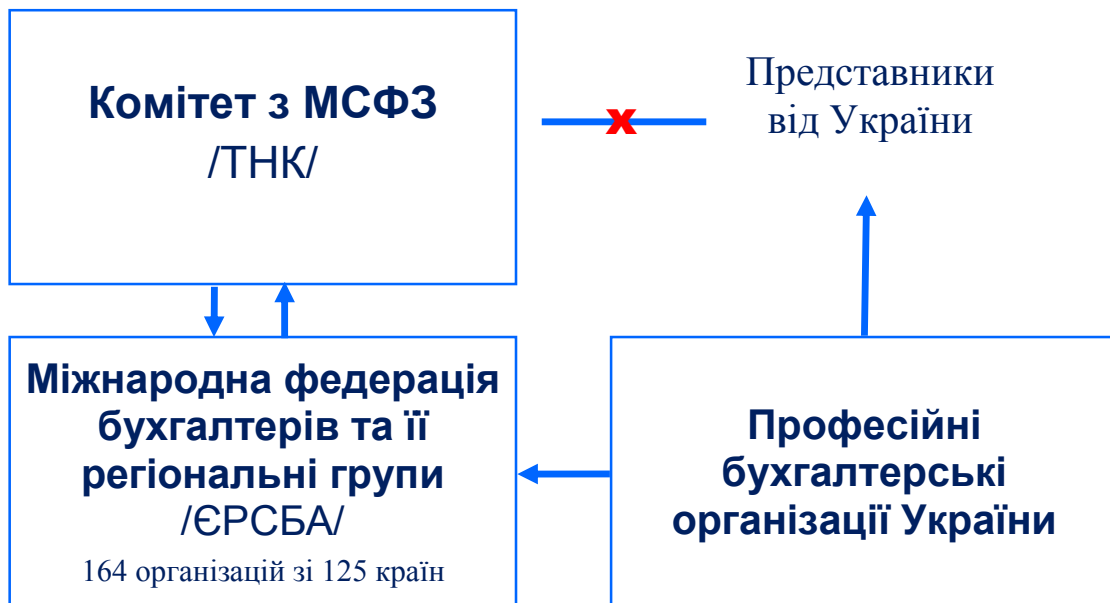 Комітет з МСФЗ
/ТНК/
Представники
від України
х
Міжнародна федерація
бухгалтерів та її
регіональні групи
/ЄРСБА/
164 організацій зі 125 країн
Професійні
бухгалтерські
організації України